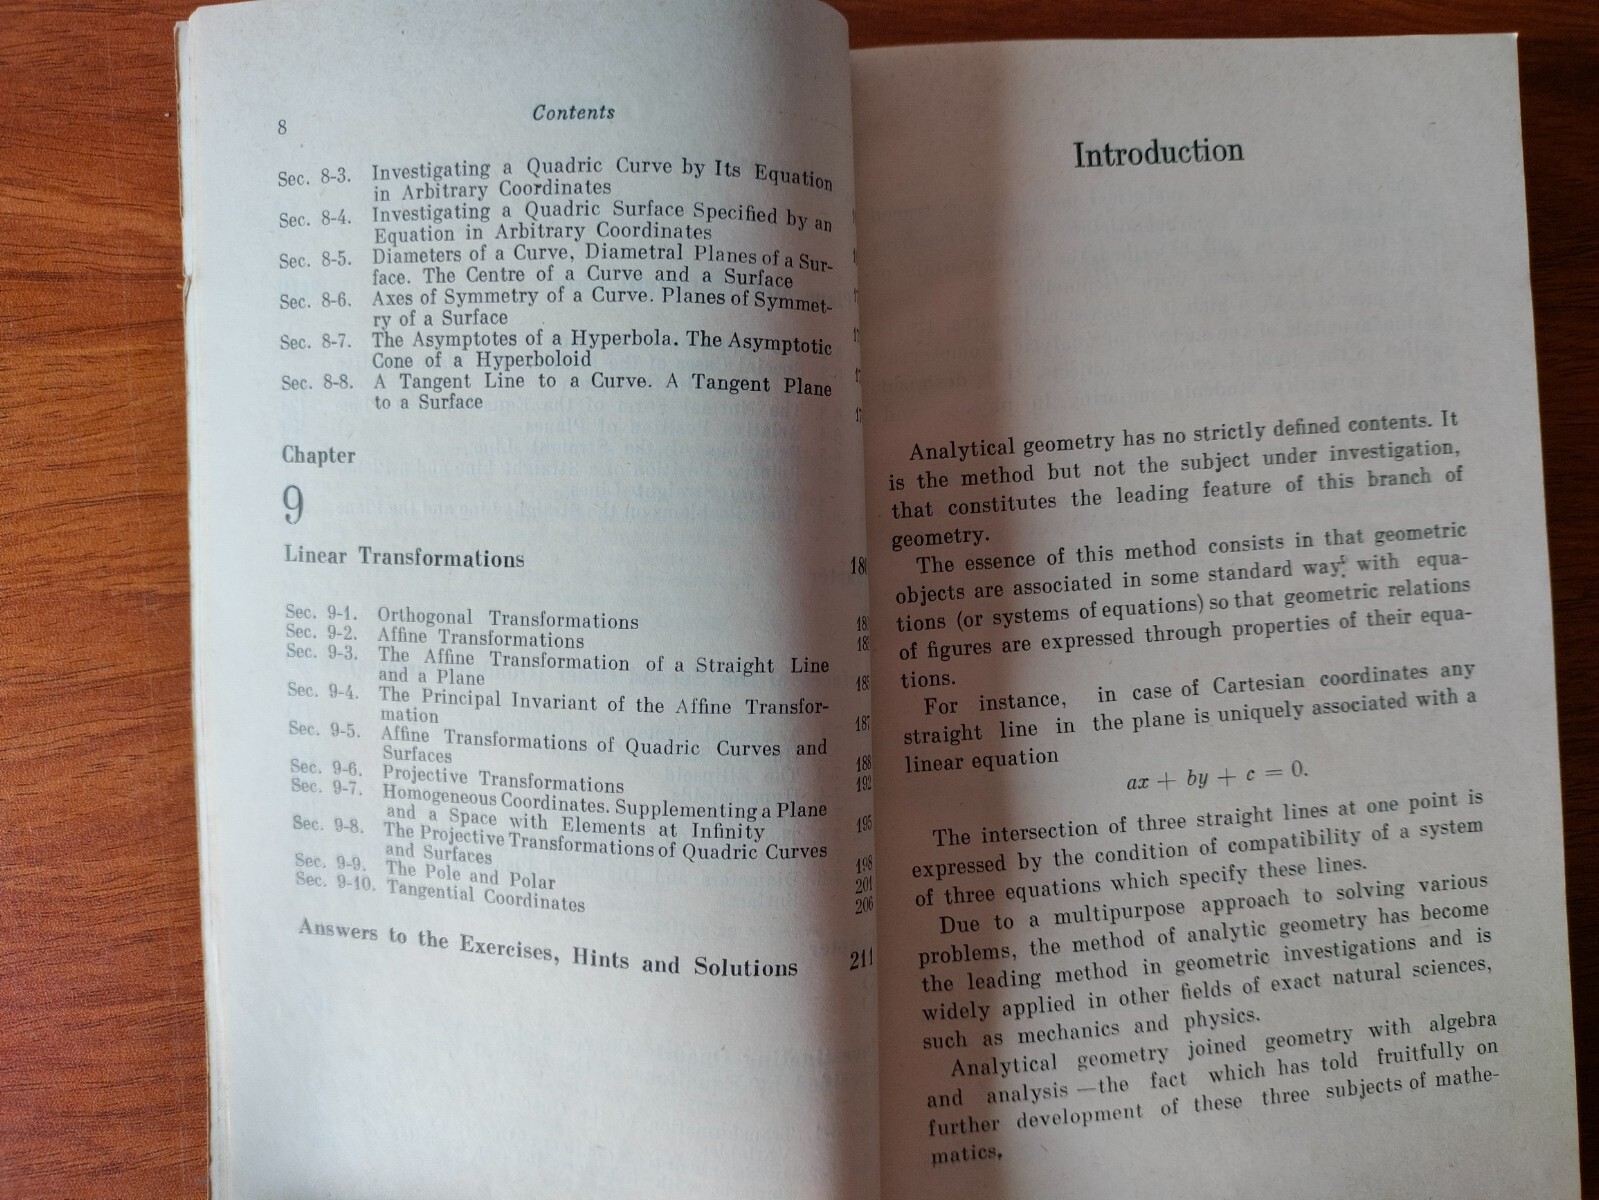 8
Contents
Sec. 8-3. Investigating a Quadric Curve by Its Equation
in Arbitrary Coordinates
Sec. 8-4. Investigating a Quadric Surface Specified by an
Equation in Arbitrary Coordinates
Sec. 8-5. Diameters of a Curve, Diametral Planes of a Sur-
face. The Centre of a Curve and a Surface
Sec. 8-6. Axes of Symmetry of a Curve. Planes of Symmet-
ry of a Surface
Sec. 8-7. The Asymptotes of a Hyperbola. The Asymptotic
Cone of a Hyperboloid
Sec. 8-8. A Tangent Line to a Curve. A Tangent Plane
to a Surface
Chapter
9
Linear Transformations
Sec. 9-1. Orthogonal Transformations
Sec. 9-2. Affine Transformations
Sec. 9-3. The Affine Transformation of a Straight Line
and a Plane
Sec. 9-4. The Principal Invariant of the Affine Transfor-
mation 187
Sec. 9-5. Affine Transformations of Quadric Curves and
Surfaces 188
Sec. 9-6. Projective Transformations 192
Sec. 9-7. Homogeneous Coordinates. Supplementing a Plane
and a Space with Elements at Infinity 195
Sec. 9-8. The Projective Transformations of Quadric Curves
and Surfaces 198
Sec. 9-9. The Pole and Polar 201
Sec. 9-10. Tangential Coordinates 206
Answers to the Exercises, Hints and Solutions 211
Introduction
Analytical geometry has no strictly defined contents. It
is the method but not the subject under investigation,
that constitutes the leading feature of this branch of
geometry.
The essence of this method consists in that geometric
objects are associated in some standard way with equa-
tions (or systems of equations) so that geometric relations
of figures are expressed through properties of their equa-
tions.
For instance, in case of Cartesian coordinates any
straight line in the plane is uniquely associated with a
linear equation
ax + by + c = 0.
The intersection of three straight lines at one point is
expressed by the condition of compatibility of a system
of three equations which specify these lines.
Due to a multipurpose approach to solving various
problems, the method of analytic geometry has become
the leading method in geometric investigations and is
widely applied in other fields of exact natural sciences,
such as mechanics and physics.
Analytical geometry joined geometry with algebra
and analysis —the fact which has told fruitfully on
further development of these three subjects of mathe-
matics,